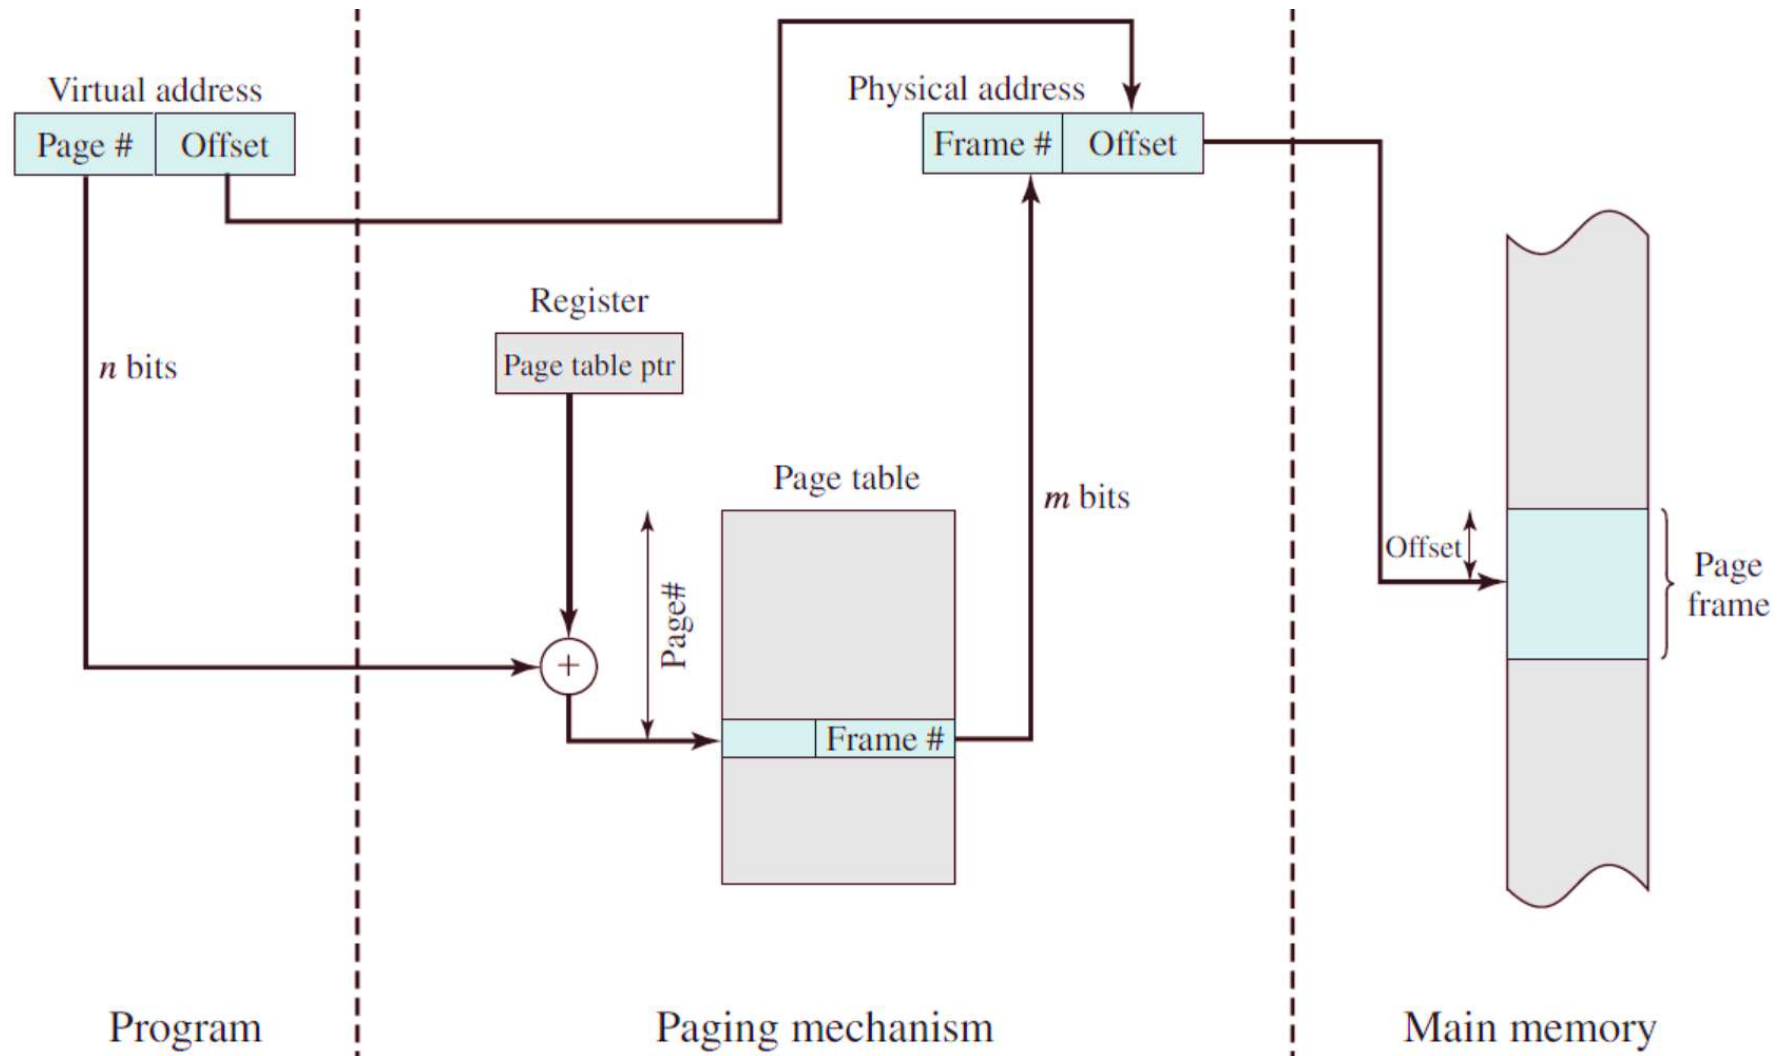 Virtual address
Page #
Offset
Physical address
Frame #
Offset
Register
Page table ptr
n bits
Page table
m bits
Page#
Frame #
Offset
Page
frame
Program
Paging mechanism
Main memory
+